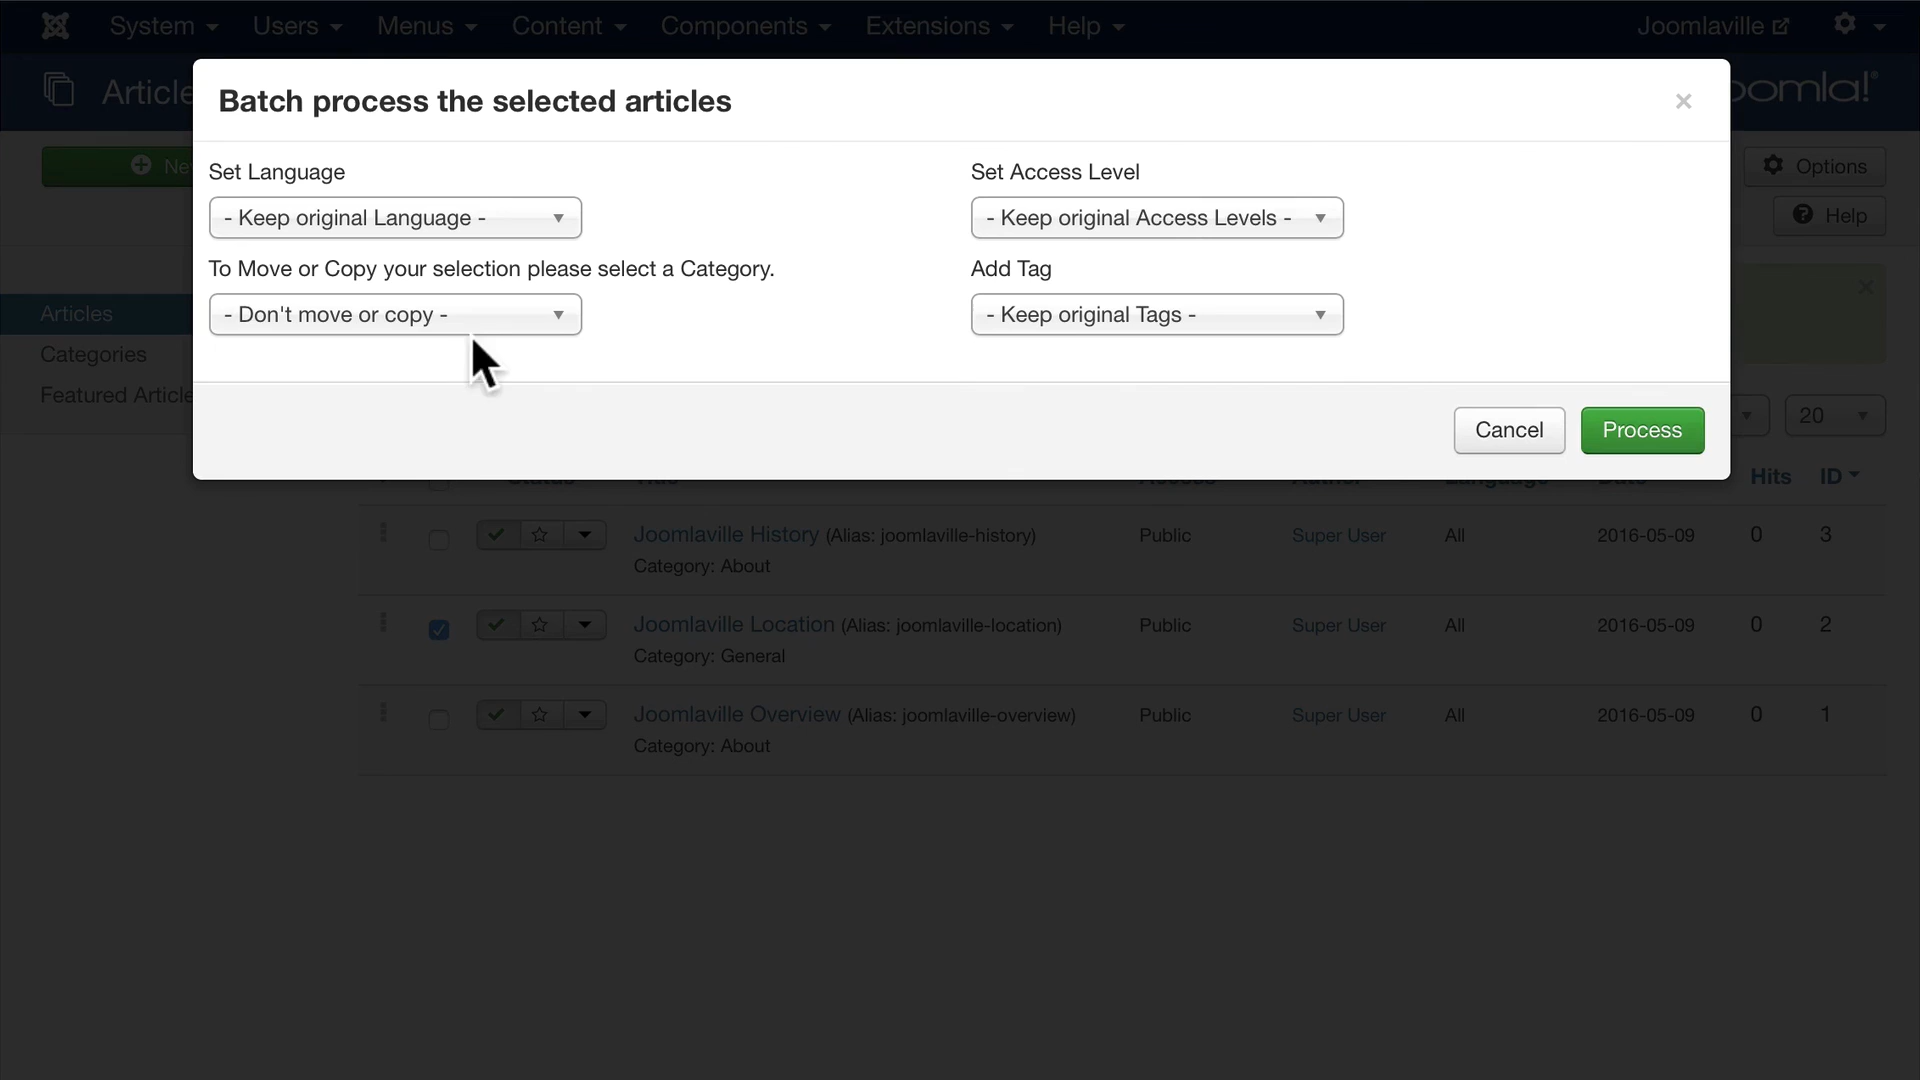 System Users Menus Content Components Extensions Help Joomlaville
Article
Joomla!
Batch process the selected articles
Set Language
Set Access Level
- Keep original Language -
- Keep original Access Levels -
To Move or Copy your selection please select a Category.
Add Tag
- Don't move or copy -
- Keep original Tags -
Cancel
Process
Ne
Options
Help
Articles
Categories
Featured Article
20
Status Title Access Author Language Date Hits ID
Joomlaville History (Alias: joomlaville-history) Public Super User All 2016-05-09 0 3
Category: About
Joomlaville Location (Alias: joomlaville-location) Public Super User All 2016-05-09 0 2
Category: General
Joomlaville Overview (Alias: joomlaville-overview) Public Super User All 2016-05-09 0 1
Category: About